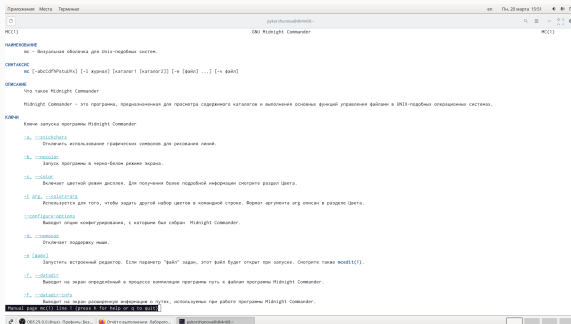 Приложения Места Терминал
en Пн, 20 марта 15:51
MC(1) GNU Midnight Commander MC(1)
НАИМЕНОВАНИЕ
mc - Визуальная оболочка для Unix-подобных систем.
СИНТАКСИС
ОПИСАНИЕ
Что такое Midnight Commander
Midnight Commander - это программа, предназначенная для просмотра содержимого каталогов и выполнения основных функций управления файлами в UNIX-подобных операционных системах.
КЛЮЧИ
Ключи запуска программы Midnight Commander
-a, --stickchars
Отключить использование графических символов для рисования линий.
-b, --nocolor
Запуск программы в черно-белом режиме экрана.
-c, --color
Включает цветной режим дисплея. Для получения более подробной информации смотрите раздел Цвета.
-C arg, --colors=arg
Используется для того, чтобы задать другой набор цветов в командной строке. Формат аргумента arg описан в разделе Цвета.
--configure-options
Выводит опции конфигурирования, с которыми был собран Midnight Commander.
-d, --nomouse
Отключает поддержку мыши.
-e [файл]
Запустить встроенный редактор. Если параметр "файл" задан, этот файл будет открыт при запуске. Смотрите также mcedit(1).
-f, --datadir
Выводит на экран определённый в процессе компиляции программы путь к файлам программы Midnight Commander.
-F, --datadir-info
Выводит на экран расширенную информацию о путях, используемых при работе программы Midnight Commander.
Manual page mc(1) line 1 (press h for help or q to quit)